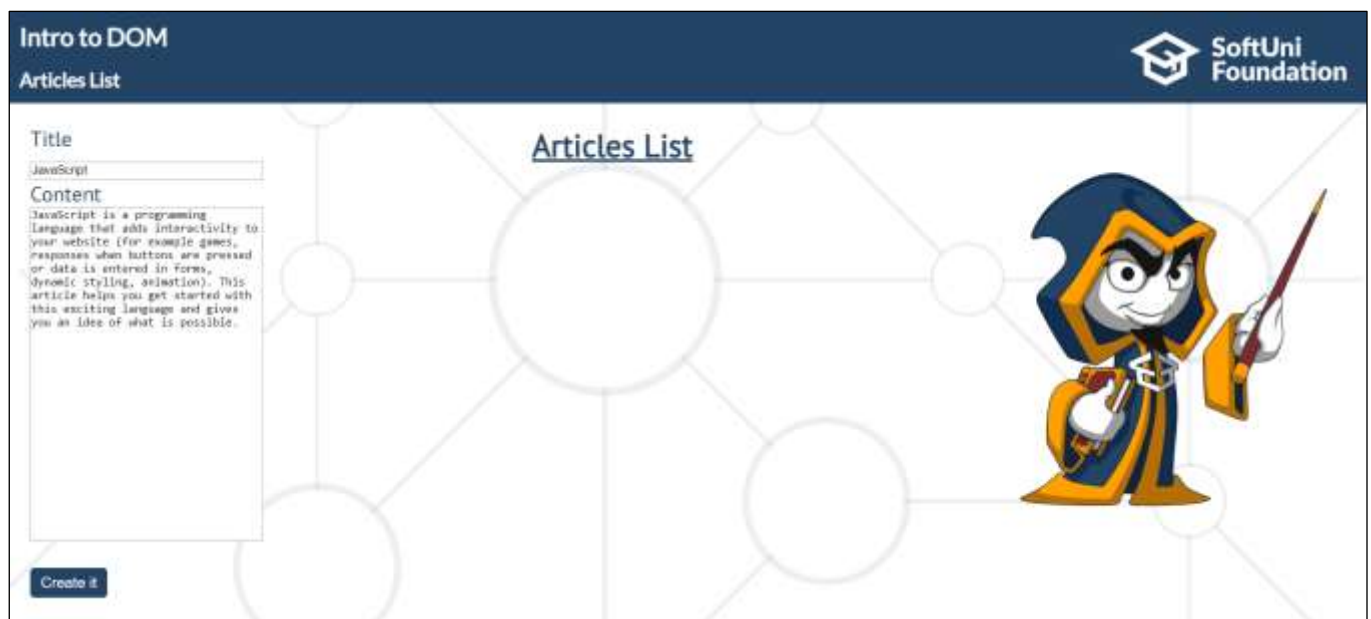 Intro to DOM
Articles List
SoftUni
Foundation
Title
JavaScript
Content
JavaScript is a programming
language that adds interactivity to
your website (for example games,
responses when buttons are pressed
or data is entered in forms,
dynamic styling, animation). This
article helps you get started with
this exciting language and gives
you an idea of what is possible.
Create it
Articles List